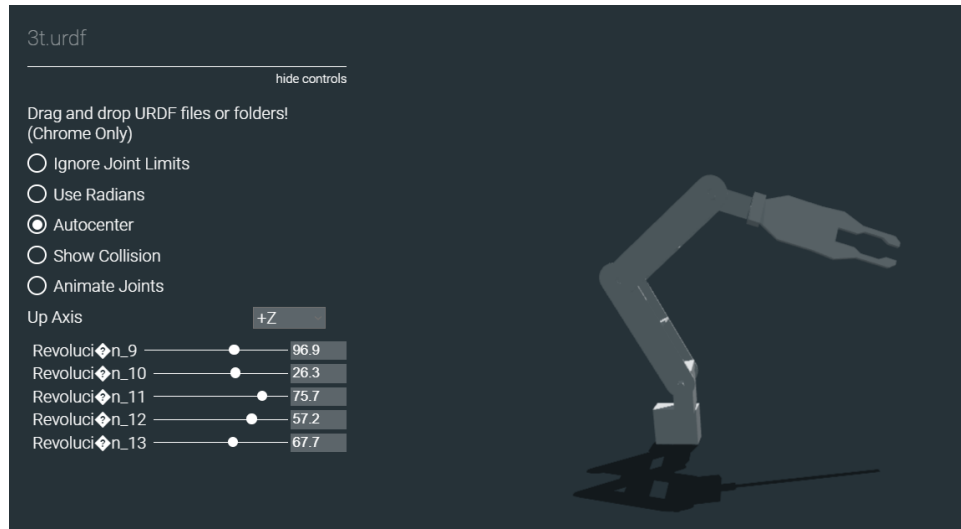 3t.urdf
hide controls
Drag and drop URDF files or folders!
(Chrome Only)
Ignore Joint Limits
Use Radians
Autocenter
Show Collision
Animate Joints
Up Axis +Z
Revoluci�n_9 96.9
Revoluci�n_10 26.3
Revoluci�n_11 75.7
Revoluci�n_12 57.2
Revoluci�n_13 67.7